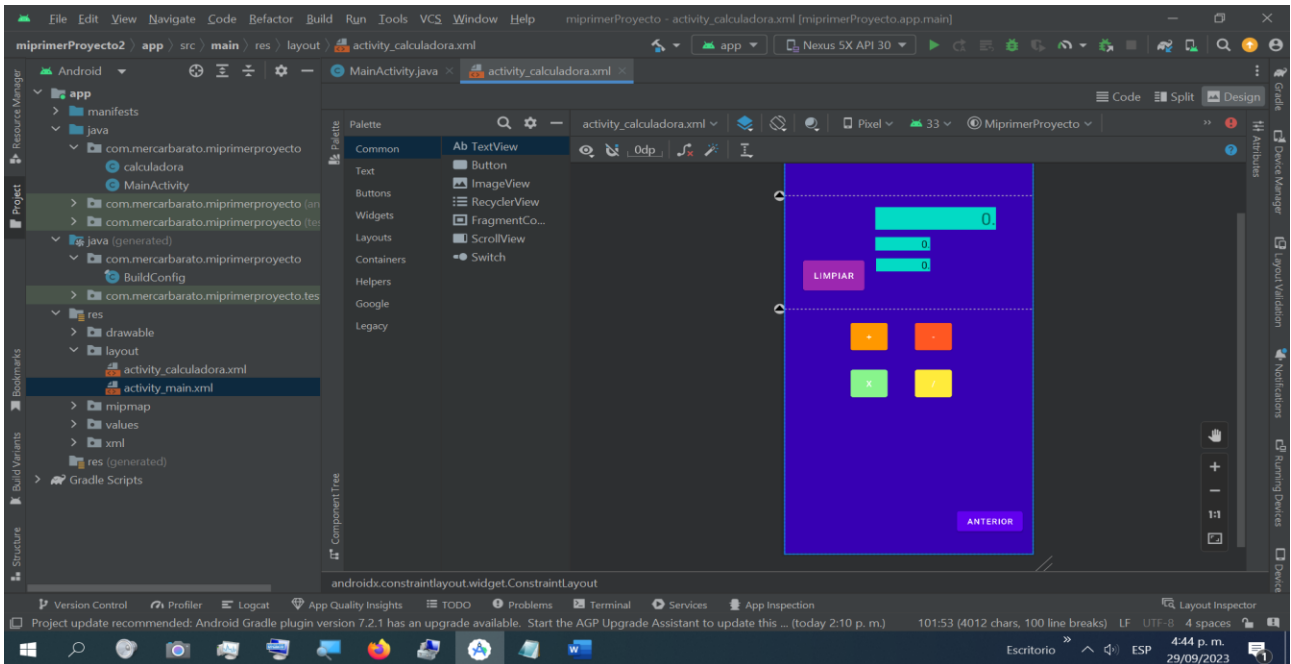 File Edit View Navigate Code Refactor Build Run Tools VCS Window Help miprimerProyecto - activity_calculadora.xml [miprimerProyecto.app.main]
miprimerProyecto2 app src main res layout activity_calculadora.xml app Nexus 5X API 30
Android MainActivity.java activity_calculadora.xml
Code Split Design
Resource Manager
Project
Bookmarks
Build Variants
Structure
app
manifests
java
com.mercarbarato.miprimerproyecto
calculadora
MainActivity
com.mercarbarato.miprimerproyecto (an
com.mercarbarato.miprimerproyecto (tes
java (generated)
com.mercarbarato.miprimerproyecto
BuildConfig
com.mercarbarato.miprimerproyecto.tes
res
drawable
layout
activity_calculadora.xml
activity_main.xml
mipmap
values
xml
res (generated)
Gradle Scripts
Palette
Palette
Common
Text
Buttons
Widgets
Layouts
Containers
Helpers
Google
Legacy
Ab TextView
Button
ImageView
RecyclerView
FragmentCo...
ScrollView
Switch
Component Tree
activity_calculadora.xml Pixel 33 MiprimerProyecto
0dp
0.
0.
0.
LIMPIAR
+ -
X /
ANTERIOR
1:1
Attributes
Gradle
Device Manager
Layout Validation
Notifications
Running Devices
Device
androidx.constraintlayout.widget.ConstraintLayout
Version Control Profiler Logcat App Quality Insights TODO Problems Terminal Services App Inspection Layout Inspector
Project update recommended: Android Gradle plugin version 7.2.1 has an upgrade available. Start the AGP Upgrade Assistant to update this ... (today 2:10 p. m.) 101:53 (4012 chars, 100 line breaks) LF UTF-8 4 spaces
Escritorio » ESP 4:44 p. m.
29/09/2023
1